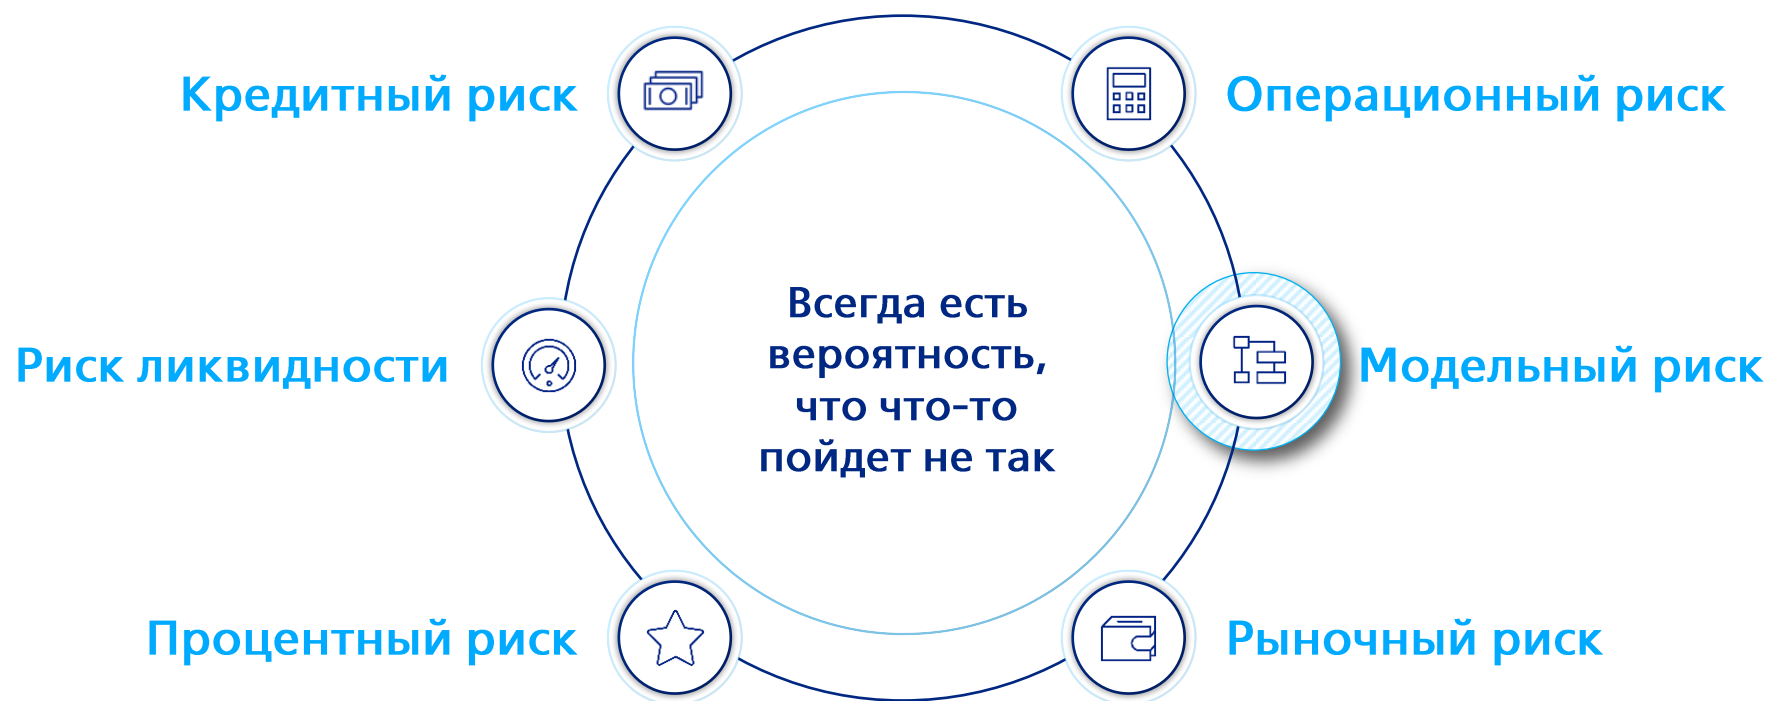 Кредитный риск
Операционный риск
Всегда есть
вероятность,
что что-то
пойдет не так
Риск ликвидности
Модельный риск
Процентный риск
Рыночный риск